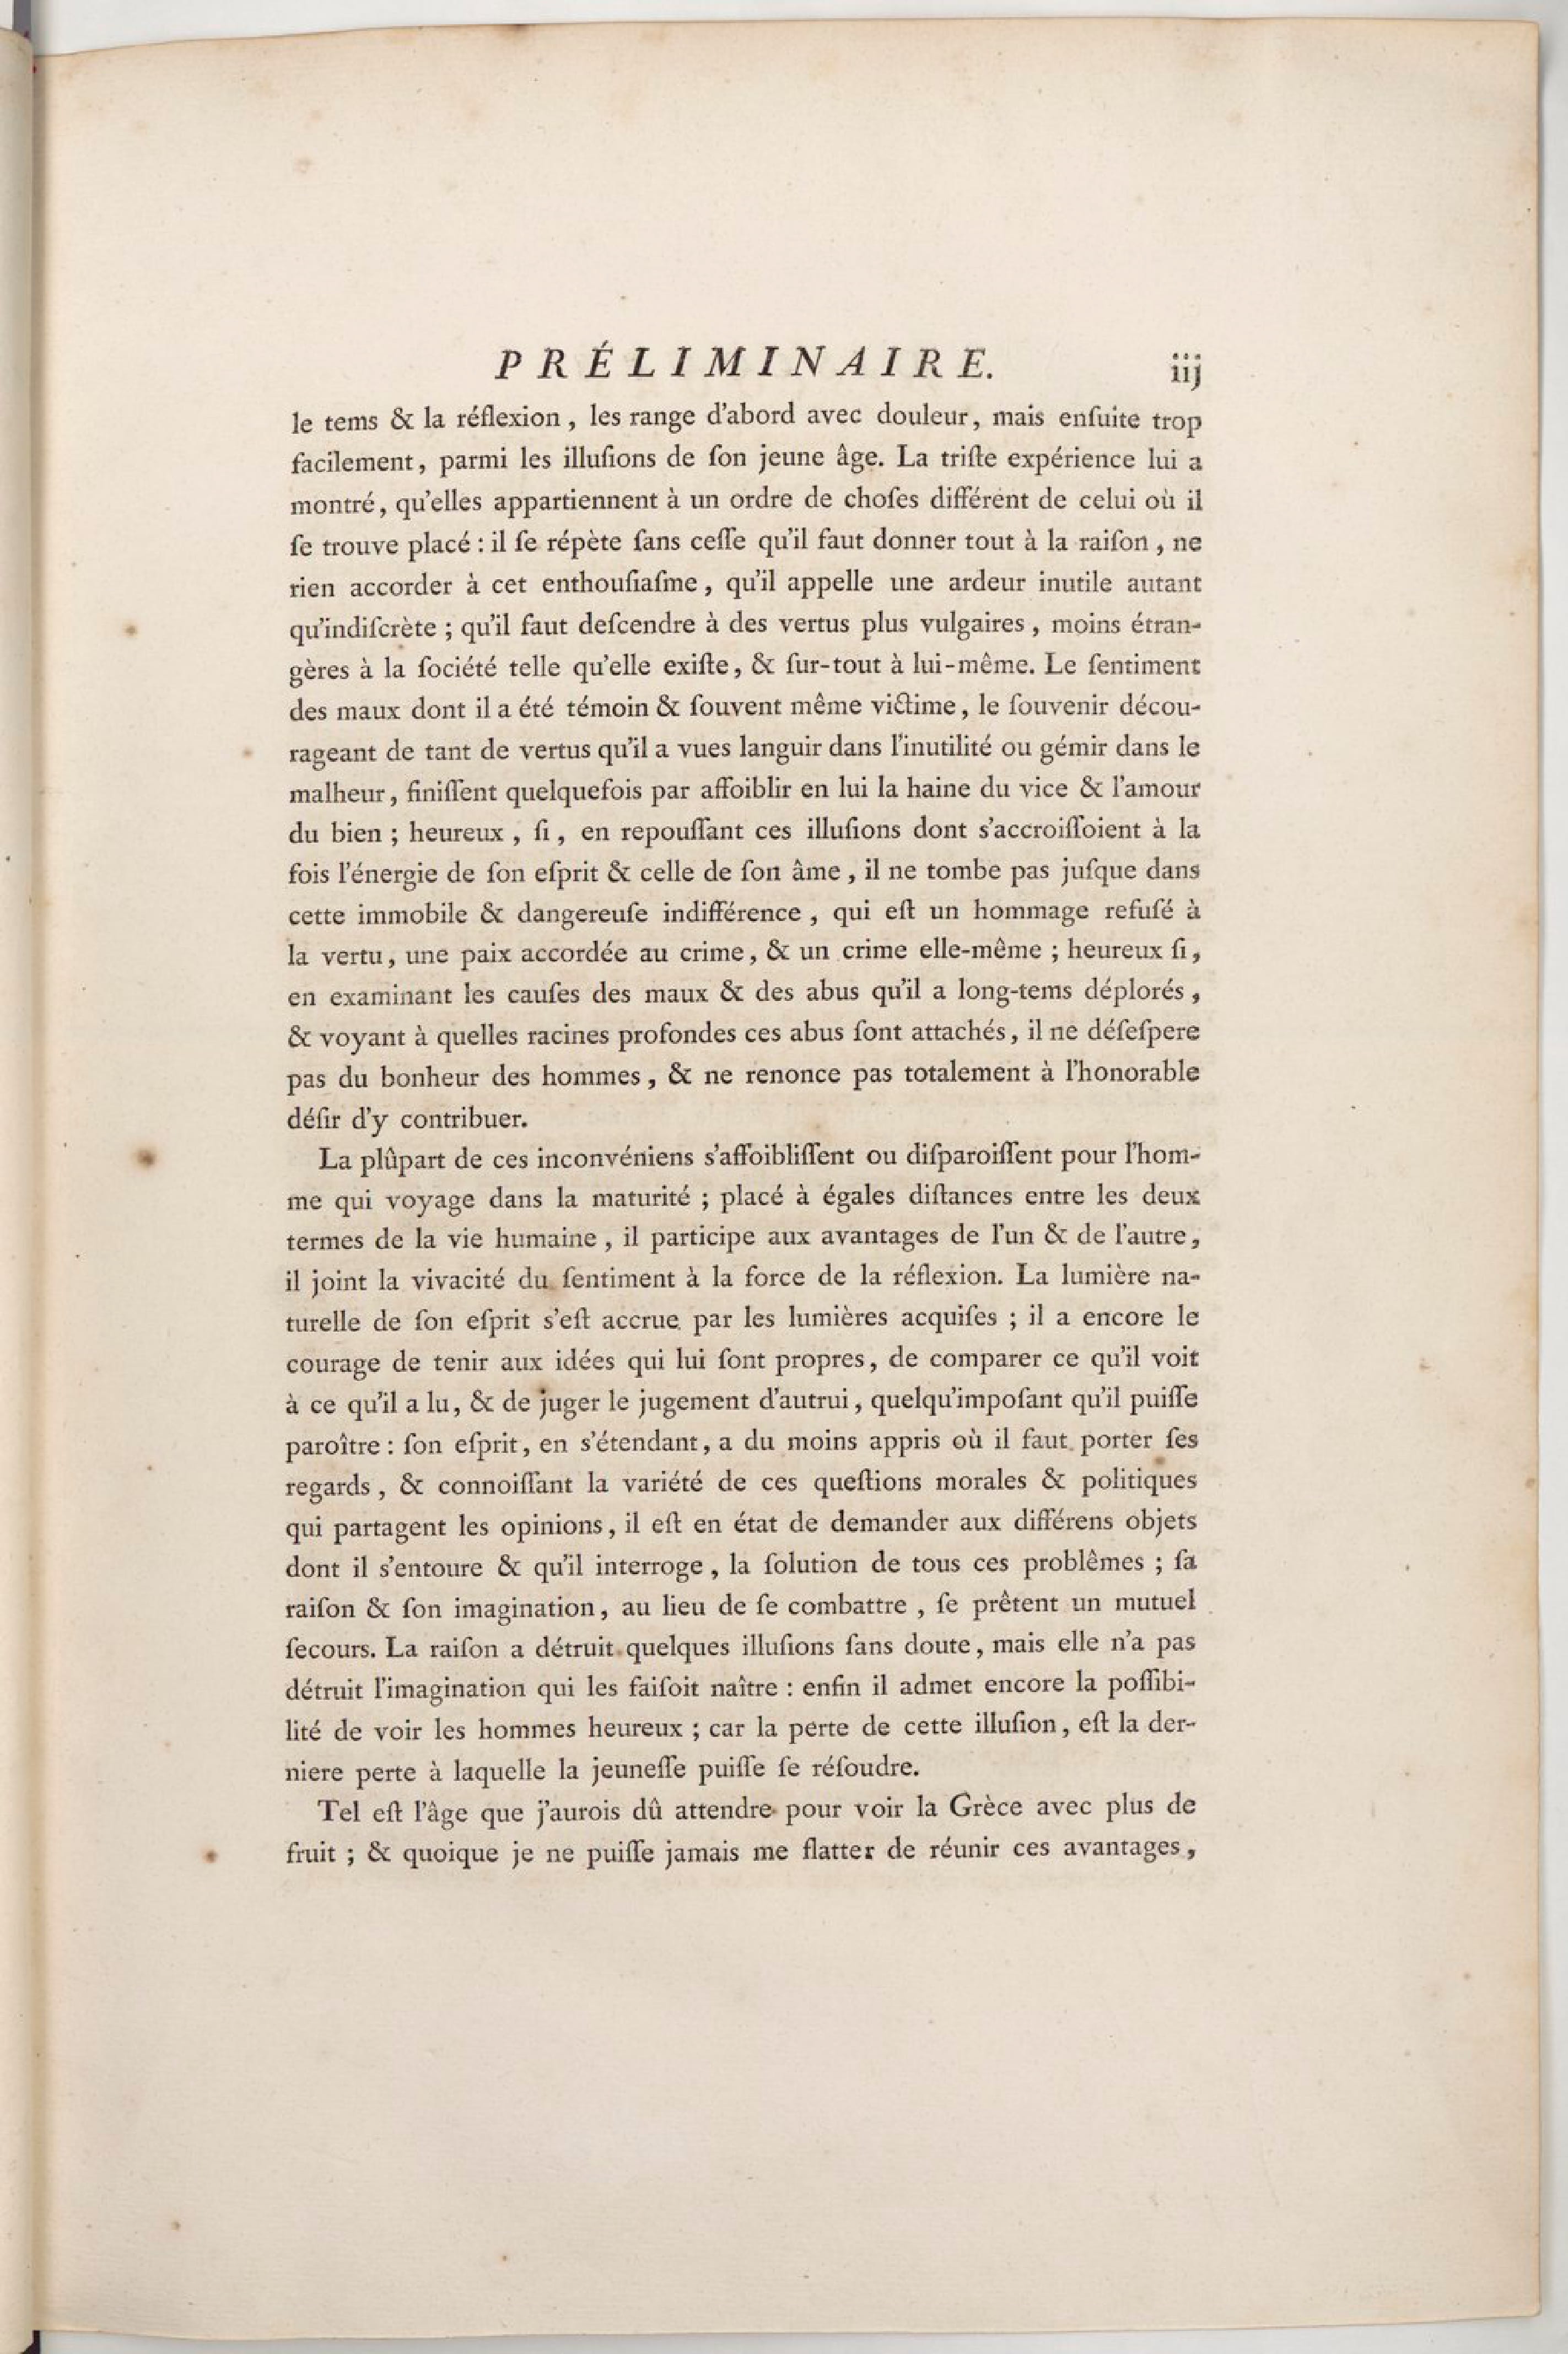 PRÉLIMINAIRE. iij
le tems & la réflexion, les range d'abord avec douleur, mais enſuite trop
facilement, parmi les illuſions de ſon jeune âge. La triſte expérience lui a
montré, qu'elles appartiennent à un ordre de choſes différent de celui où il
ſe trouve placé : il ſe répète ſans ceſſe qu'il faut donner tout à la raiſon, ne
rien accorder à cet enthouſiaſme, qu'il appelle une ardeur inutile autant
qu'indiſcrète ; qu'il faut deſcendre à des vertus plus vulgaires, moins étran-
gères à la ſociété telle qu'elle exiſte, & ſur-tout à lui-même. Le ſentiment
des maux dont il a été témoin & ſouvent même victime, le ſouvenir décou-
rageant de tant de vertus qu'il a vues languir dans l'inutilité ou gémir dans le
malheur, finiſſent quelquefois par affoiblir en lui la haine du vice & l'amour
du bien ; heureux, ſi, en repouſſant ces illuſions dont s'accroiſſoient à la
fois l'énergie de ſon eſprit & celle de ſon âme, il ne tombe pas juſque dans
cette immobile & dangereuſe indifférence, qui eſt un hommage refuſé à
la vertu, une paix accordée au crime, & un crime elle-même ; heureux ſi,
en examinant les cauſes des maux & des abus qu'il a long-tems déplorés,
& voyant à quelles racines profondes ces abus ſont attachés, il ne déſeſpere
pas du bonheur des hommes, & ne renonce pas totalement à l'honorable
déſir d'y contribuer.
La plûpart de ces inconvéniens s'affoibliſſent ou diſparoiſſent pour l'hom-
me qui voyage dans la maturité ; placé à égales diſtances entre les deux
termes de la vie humaine, il participe aux avantages de l'un & de l'autre,
il joint la vivacité du ſentiment à la force de la réflexion. La lumière na-
turelle de ſon eſprit s'eſt accrue par les lumières acquiſes ; il a encore le
courage de tenir aux idées qui lui ſont propres, de comparer ce qu'il voit
à ce qu'il a lu, & de juger le jugement d'autrui, quelqu'impoſant qu'il puiſſe
paroître : ſon eſprit, en s'étendant, a du moins appris où il faut porter ſes
regards, & connoiſſant la variété de ces queſtions morales & politiques
qui partagent les opinions, il eſt en état de demander aux différens objets
dont il s'entoure & qu'il interroge, la ſolution de tous ces problêmes ; ſa
raiſon & ſon imagination, au lieu de ſe combattre, ſe prêtent un mutuel
ſecours. La raiſon a détruit quelques illuſions ſans doute, mais elle n'a pas
détruit l'imagination qui les faiſoit naître : enfin il admet encore la poſſibi-
lité de voir les hommes heureux ; car la perte de cette illuſion, eſt la der-
niere perte à laquelle la jeuneſſe puiſſe ſe réſoudre.
Tel eſt l'âge que j'aurois dû attendre pour voir la Grèce avec plus de
fruit ; & quoique je ne puiſſe jamais me flatter de réunir ces avantages,